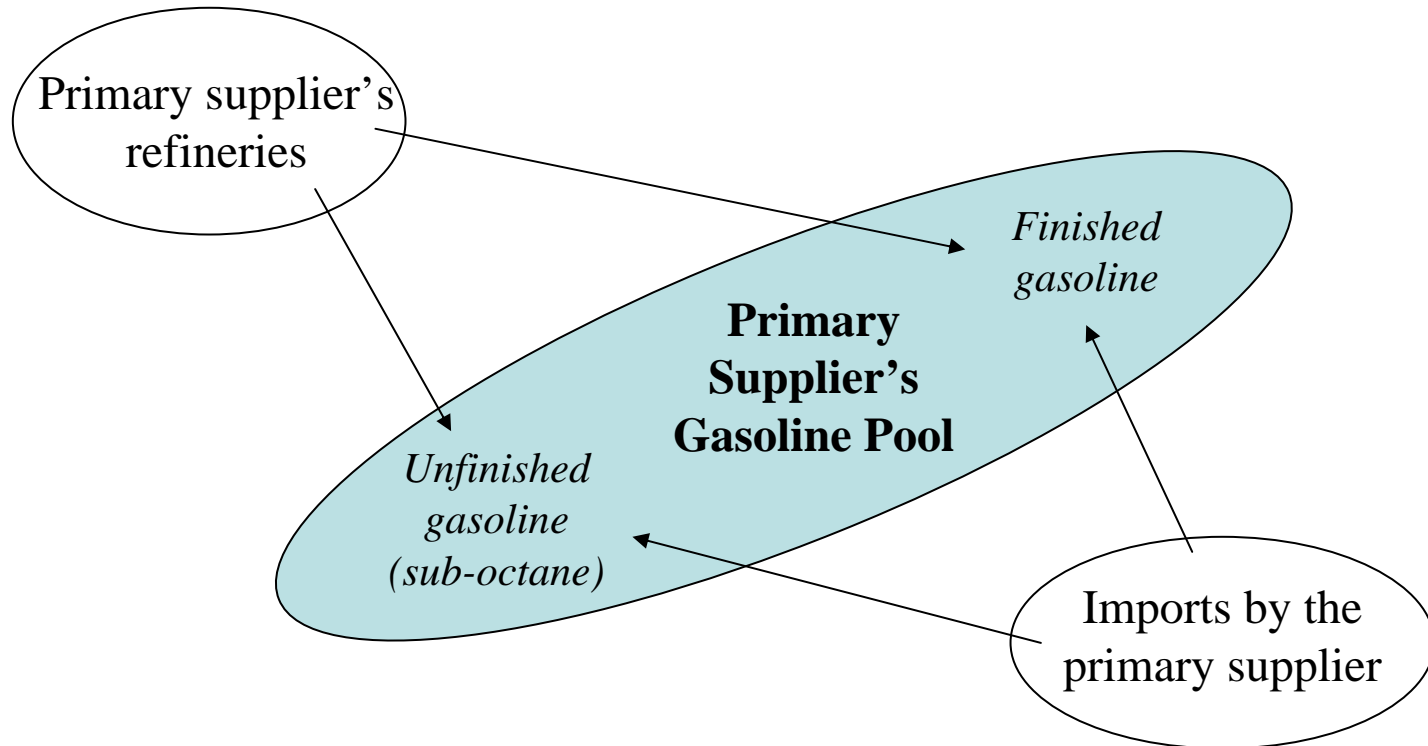 Primary supplier’s
refineries
Finished
gasoline
Primary
Supplier’s
Gasoline Pool
Unfinished
gasoline
(sub-octane)
Imports by the
primary supplier